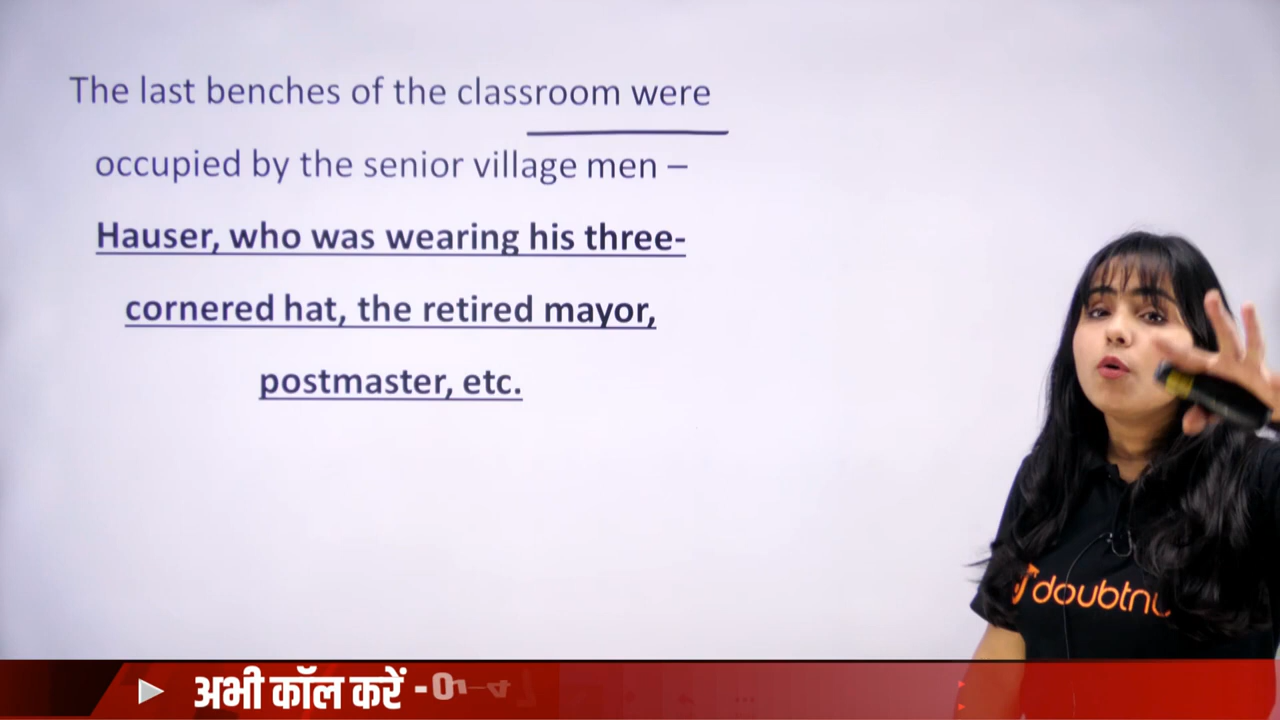 The last benches of the classroom were
occupied by the senior village men –
Hauser, who was wearing his three-
cornered hat, the retired mayor,
postmaster, etc.
doubtnu
अभी कॉल करें -